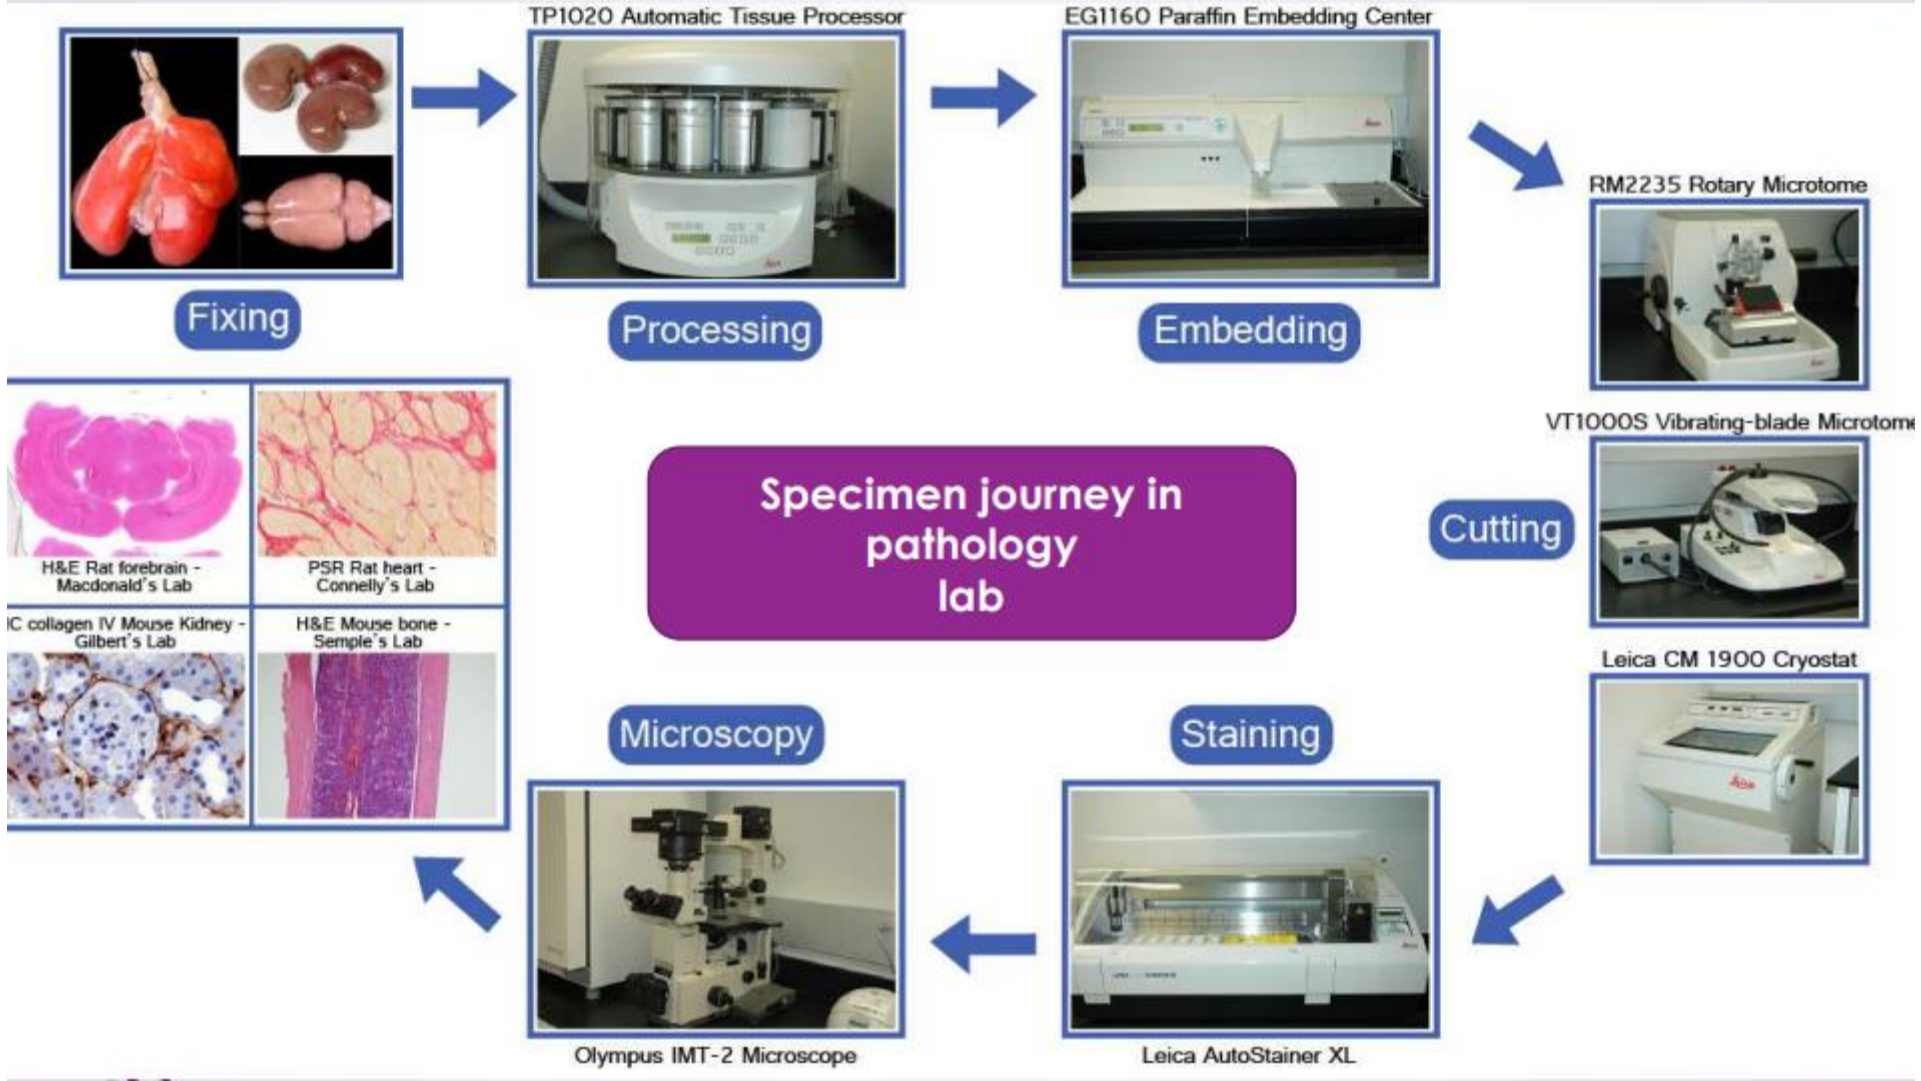 TP1020 Automatic Tissue Processor
EG1160 Paraffin Embedding Center
RM2235 Rotary Microtome
Fixing
Processing
Embedding
VT1000S Vibrating-blade Microtome
Specimen journey in
pathology
lab
Cutting
H&E Rat forebrain -
Macdonald's Lab
PSR Rat heart -
Connelly's Lab
C collagen IV Mouse Kidney -
Gilbert's Lab
H&E Mouse bone -
Semple's Lab
Leica CM 1900 Cryostat
Microscopy
Staining
Olympus IMT-2 Microscope
Leica AutoStainer XL